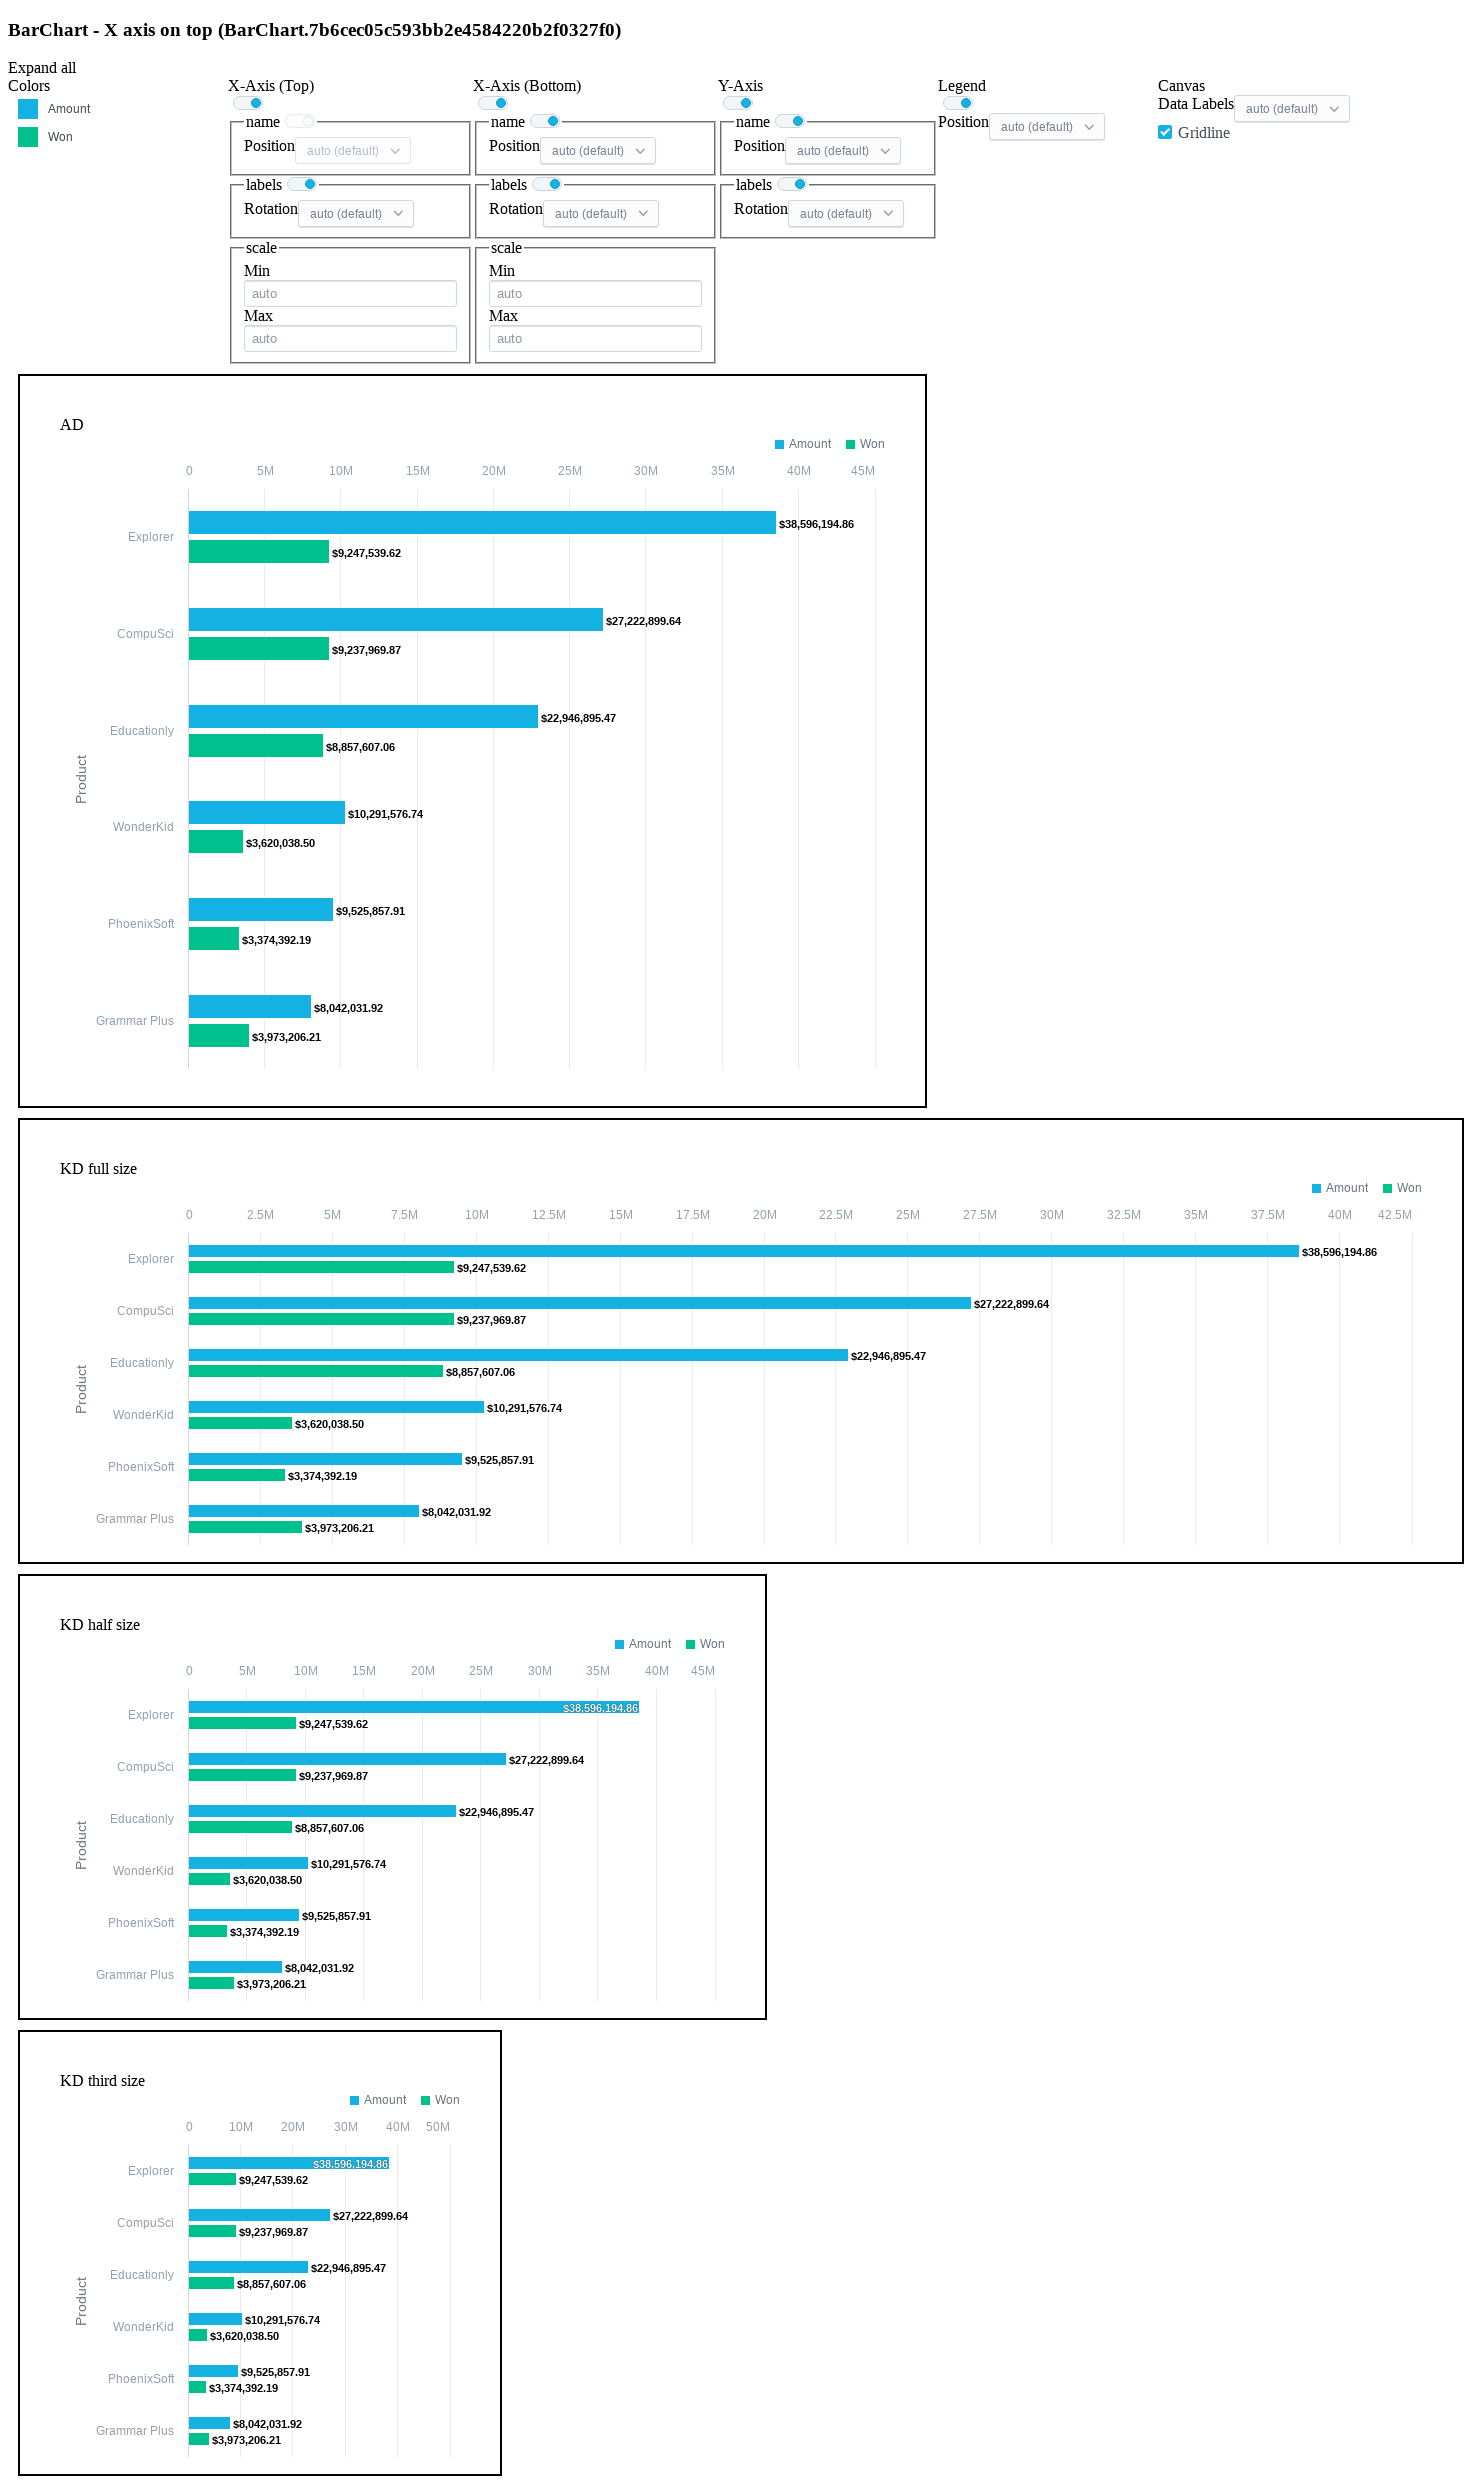 BarChart - X axis on top (BarChart.7b6cec05c593bb2e4584220b2f0327f0)
Expand all
Colors
Amount
Won
X-Axis (Top)
name
Position auto (default)
labels
Rotation auto (default)
scale
Min
auto
Max
auto
X-Axis (Bottom)
name
Position auto (default)
labels
Rotation auto (default)
scale
Min
auto
Max
auto
Y-Axis
name
Position auto (default)
labels
Rotation auto (default)
Legend
Position auto (default)
Canvas
Data Labels auto (default)
Gridline
AD
Amount Won
0 5M 10M 15M 20M 25M 30M 35M 40M 45M
Product
Explorer $38,596,194.86
$9,247,539.62
CompuSci $27,222,899.64
$9,237,969.87
Educationly $22,946,895.47
$8,857,607.06
WonderKid $10,291,576.74
$3,620,038.50
PhoenixSoft $9,525,857.91
$3,374,392.19
Grammar Plus $8,042,031.92
$3,973,206.21
KD full size
Amount Won
0 2.5M 5M 7.5M 10M 12.5M 15M 17.5M 20M 22.5M 25M 27.5M 30M 32.5M 35M 37.5M 40M 42.5M
Product
Explorer $38,596,194.86
$9,247,539.62
CompuSci $27,222,899.64
$9,237,969.87
Educationly $22,946,895.47
$8,857,607.06
WonderKid $10,291,576.74
$3,620,038.50
PhoenixSoft $9,525,857.91
$3,374,392.19
Grammar Plus $8,042,031.92
$3,973,206.21
KD half size
Amount Won
0 5M 10M 15M 20M 25M 30M 35M 40M 45M
Product
Explorer $38,596,194.86
$9,247,539.62
CompuSci $27,222,899.64
$9,237,969.87
Educationly $22,946,895.47
$8,857,607.06
WonderKid $10,291,576.74
$3,620,038.50
PhoenixSoft $9,525,857.91
$3,374,392.19
Grammar Plus $8,042,031.92
$3,973,206.21
KD third size
Amount Won
0 10M 20M 30M 40M 50M
Product
Explorer $38,596,194.86
$9,247,539.62
CompuSci $27,222,899.64
$9,237,969.87
Educationly $22,946,895.47
$8,857,607.06
WonderKid $10,291,576.74
$3,620,038.50
PhoenixSoft $9,525,857.91
$3,374,392.19
Grammar Plus $8,042,031.92
$3,973,206.21